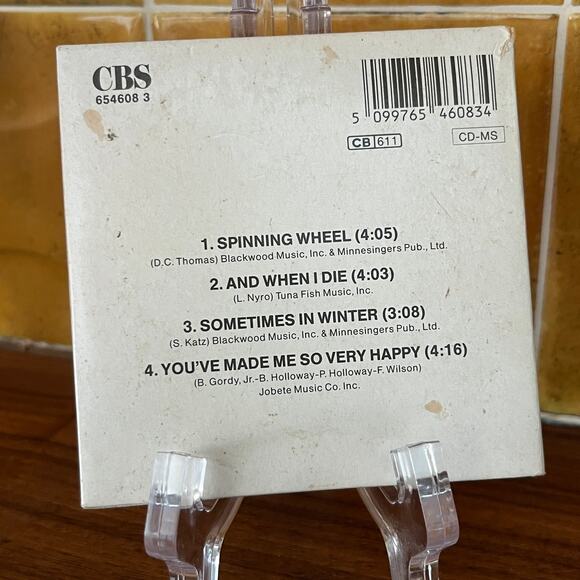 CBS
654608 3
5 099765 460834
CB 611
CD-MS
1. SPINNING WHEEL (4:05)
(D.C. Thomas) Blackwood Music, Inc. & Minnesingers Pub., Ltd.
2. AND WHEN I DIE (4:03)
(L. Nyro) Tuna Fish Music, Inc.
3. SOMETIMES IN WINTER (3:08)
(S. Katz) Blackwood Music, Inc. & Minnesingers Pub., Ltd.
4. YOU'VE MADE ME SO VERY HAPPY (4:16)
(B. Gordy, Jr.-B. Holloway-P. Holloway-F. Wilson)
Jobete Music Co. Inc.